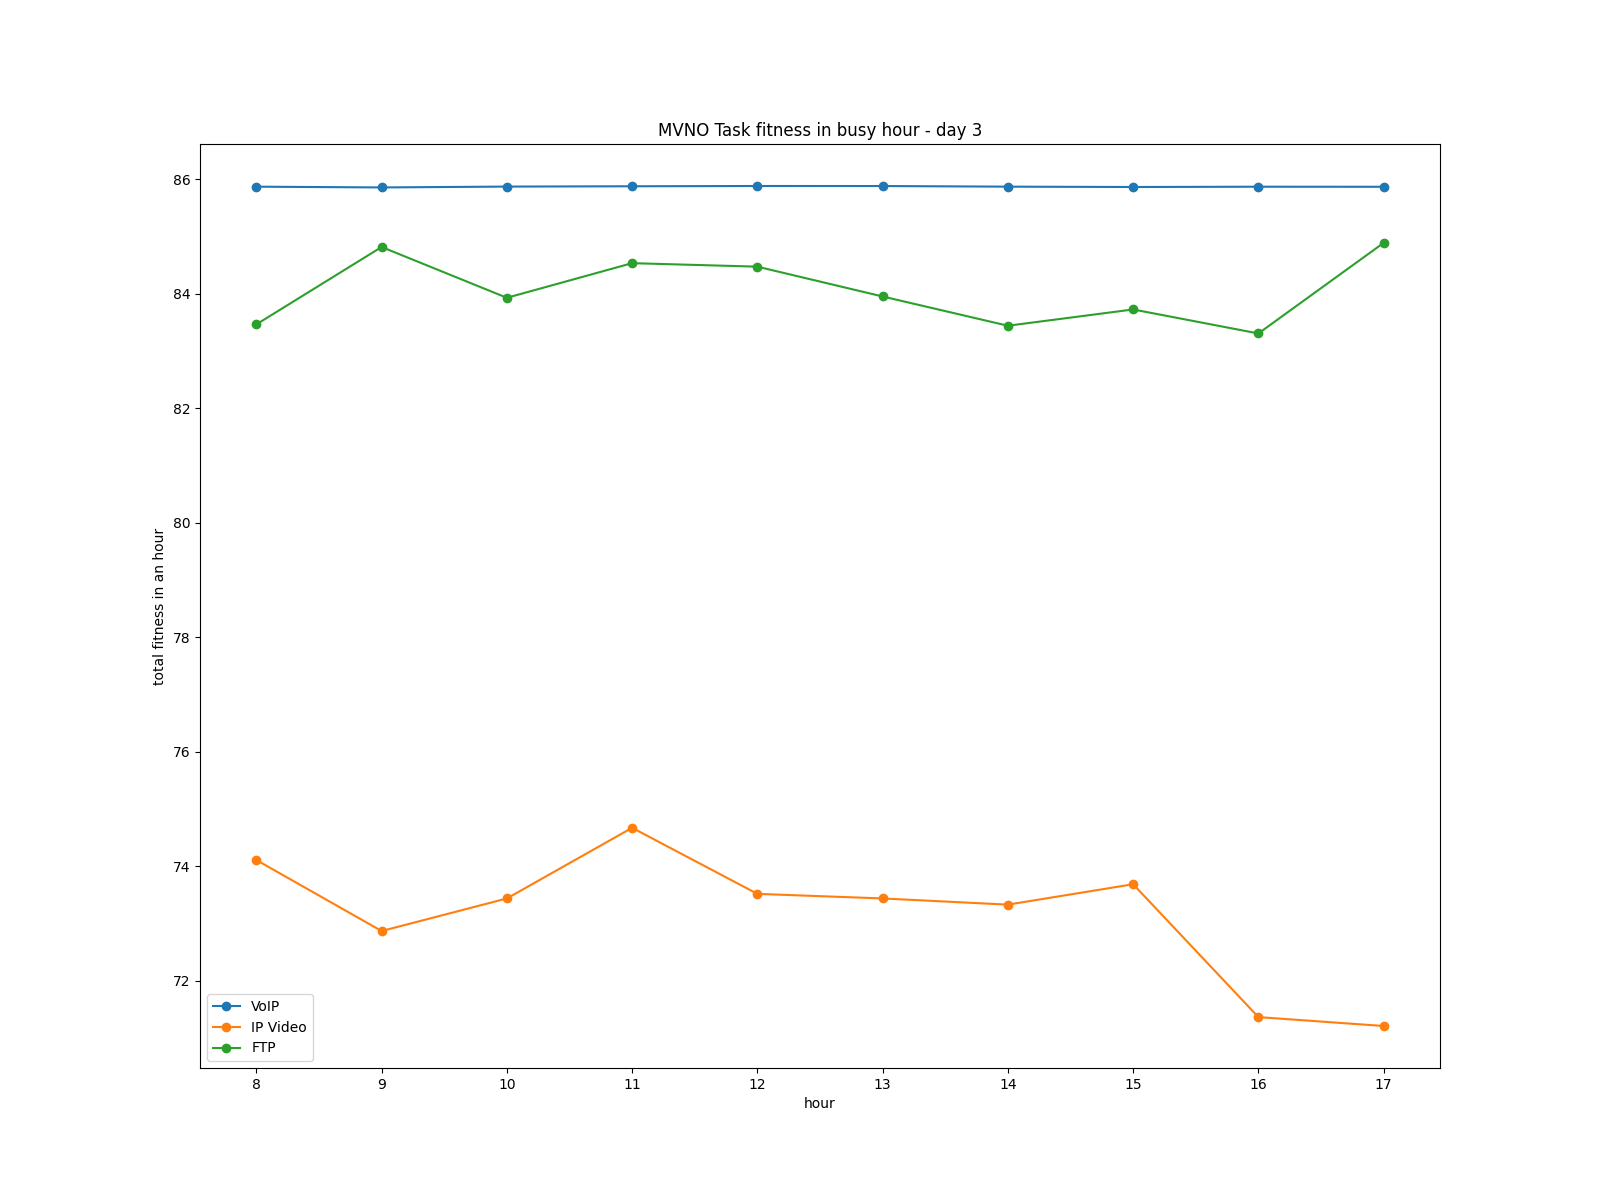 MVNO Task fitness in busy hour - day 3
86
84
82
80
78
76
74
72
total fitness in an hour
VoIP
IP Video
FTP
8 9 10 11 12 13 14 15 16 17
hour